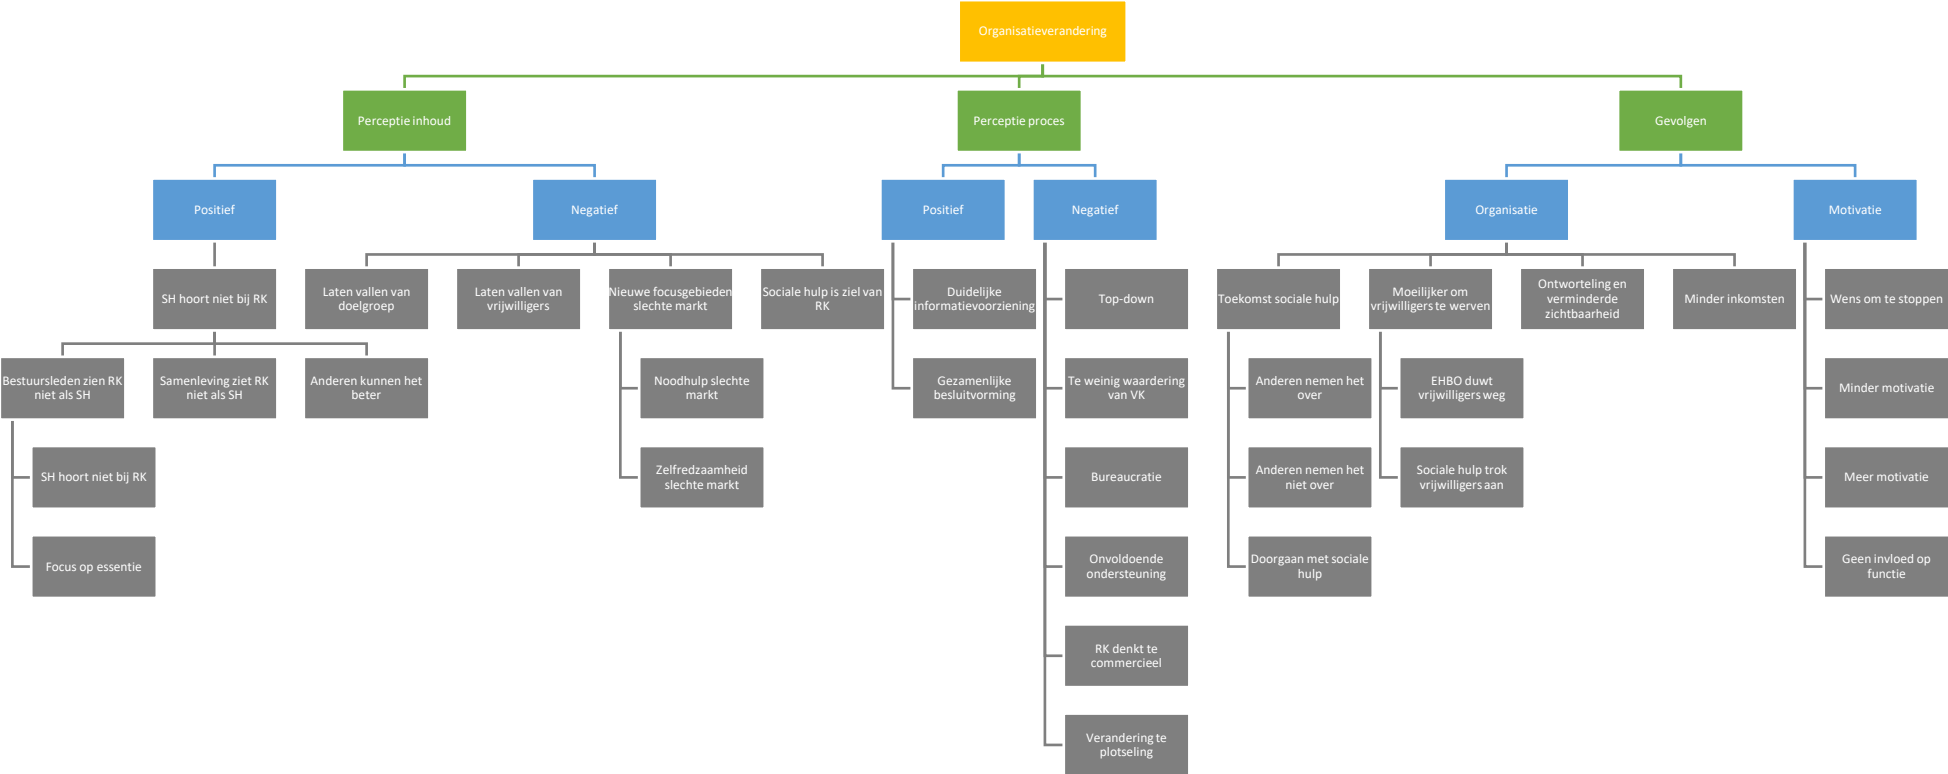 Organisatieverandering
Perceptie inhoud
Perceptie proces
Gevolgen
Positief
Negatief
Positief
Negatief
Organisatie
Motivatie
SH hoort niet bij RK
Laten vallen van
doelgroep
Laten vallen van
vrijwilligers
Nieuwe focusgebieden
slechte markt
Sociale hulp is ziel van
RK
Duidelijke
informatievoorziening
Top-down
Toekomst sociale hulp
Moeilijker om
vrijwilligers te werven
Ontworteling en
verminderde
zichtbaarheid
Minder inkomsten
Wens om te stoppen
Bestuursleden zien RK
niet als SH
Samenleving ziet RK
niet als SH
Anderen kunnen het
beter
Noodhulp slechte
markt
Gezamenlijke
besluitvorming
Te weinig waardering
van VK
Anderen nemen het
over
EHBO duwt
vrijwilligers weg
Minder motivatie
SH hoort niet bij RK
Zelfredzaamheid
slechte markt
Bureaucratie
Anderen nemen het
niet over
Sociale hulp trok
vrijwilligers aan
Meer motivatie
Focus op essentie
Onvoldoende
ondersteuning
Doorgaan met sociale
hulp
Geen invloed op
functie
RK denkt te
commercieel
Verandering te
plotseling